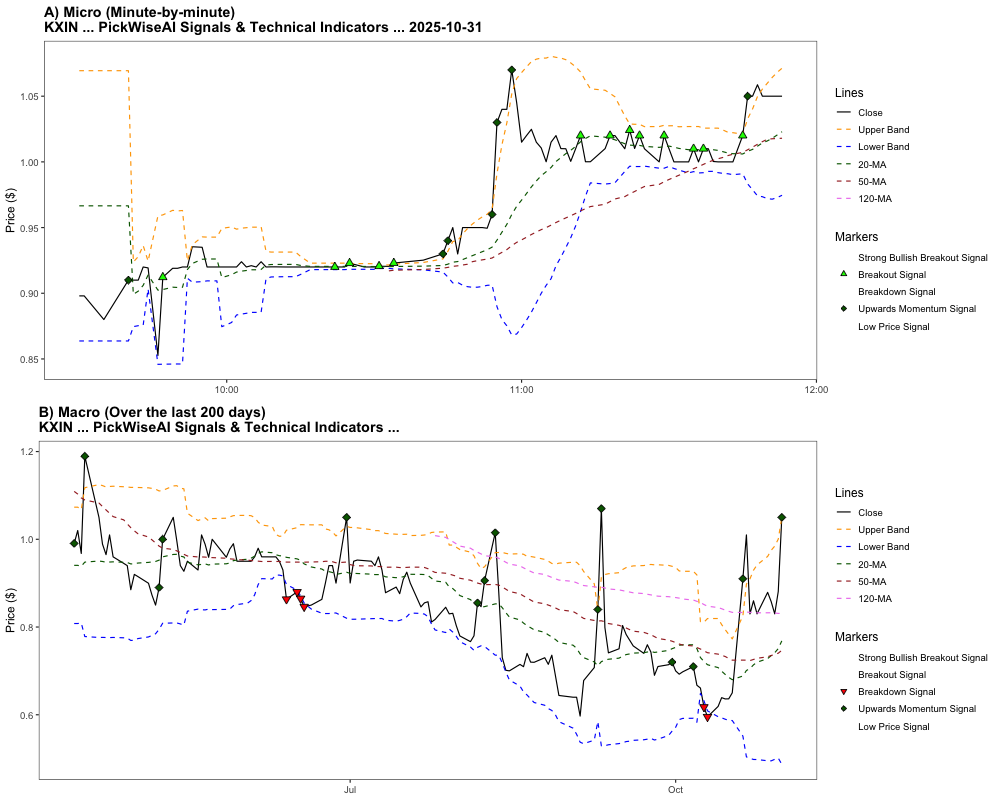 A) Micro (Minute-by-minute)
KXIN ... PickWiseAI Signals & Technical Indicators ... 2025-10-31
Price ($)
1.05
1.00
0.95
0.90
0.85
10:00
11:00
12:00
Lines
Close
Upper Band
Lower Band
20-MA
50-MA
120-MA
Markers
Strong Bullish Breakout Signal
Breakout Signal
Breakdown Signal
Upwards Momentum Signal
Low Price Signal
B) Macro (Over the last 200 days)
KXIN ... PickWiseAI Signals & Technical Indicators ...
Price ($)
1.2
1.0
0.8
0.6
Jul
Oct
Lines
Close
Upper Band
Lower Band
20-MA
50-MA
120-MA
Markers
Strong Bullish Breakout Signal
Breakout Signal
Breakdown Signal
Upwards Momentum Signal
Low Price Signal